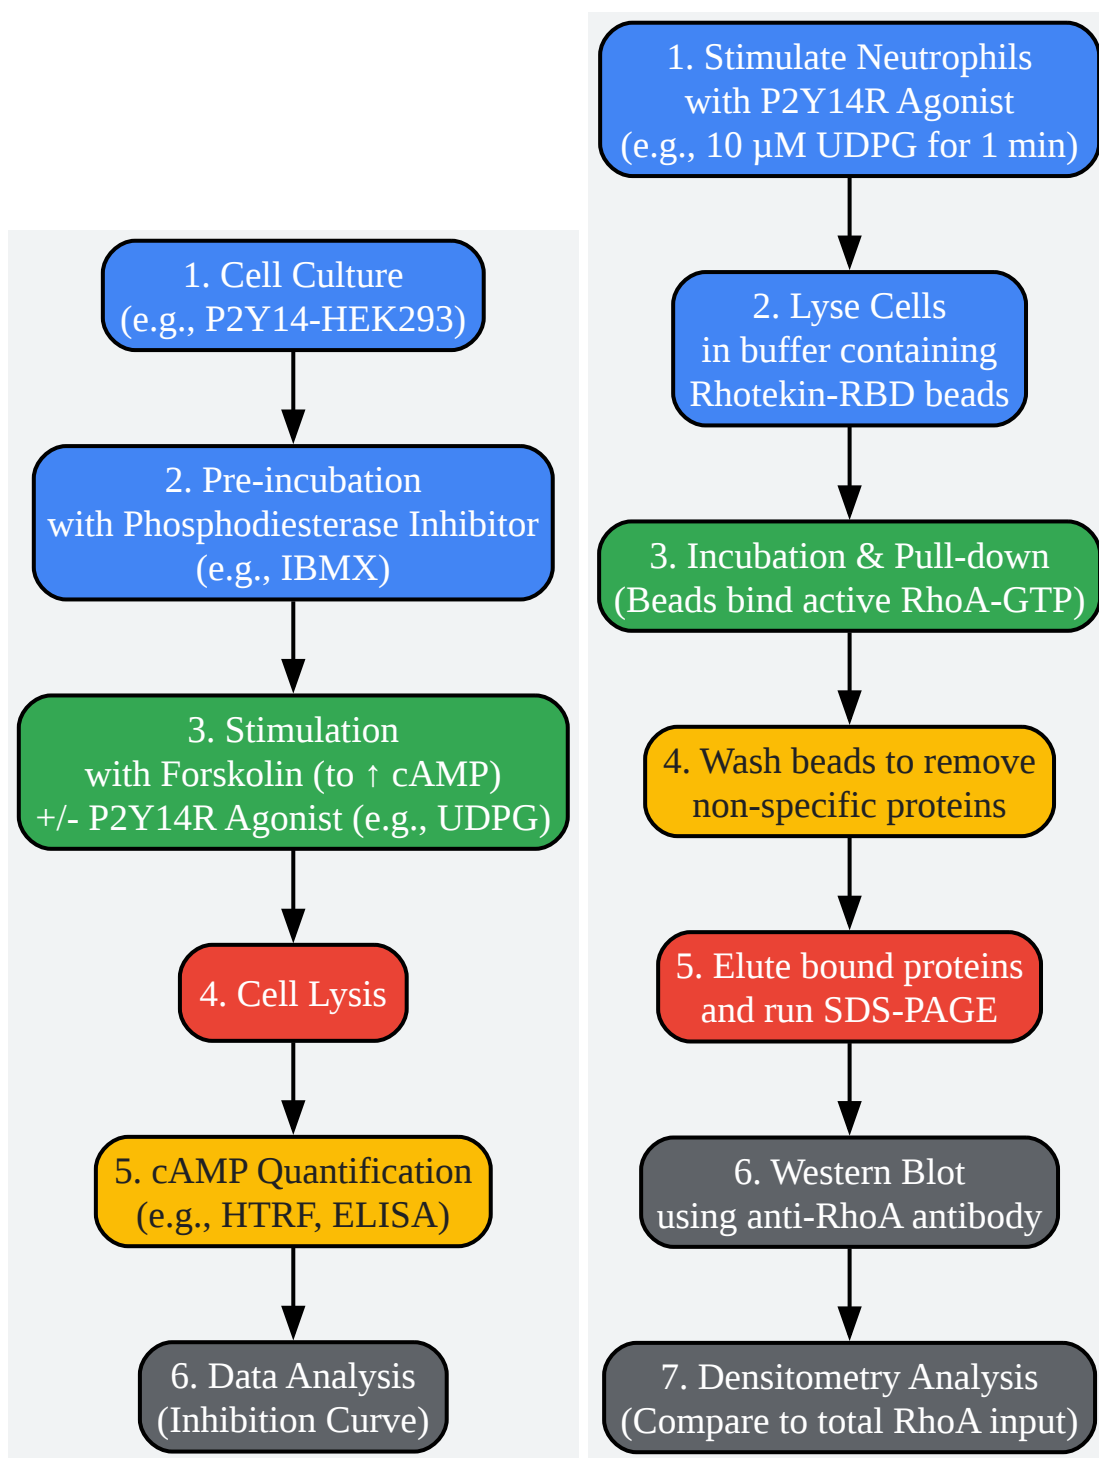 1. Cell Culture
(e.g., P2Y14-HEK293)
2. Pre-incubation
with Phosphodiesterase Inhibitor
(e.g., IBMX)
3. Stimulation
with Forskolin (to ↑ cAMP)
+/- P2Y14R Agonist (e.g., UDPG)
4. Cell Lysis
5. cAMP Quantification
(e.g., HTRF, ELISA)
6. Data Analysis
(Inhibition Curve)
1. Stimulate Neutrophils
with P2Y14R Agonist
(e.g., 10 µM UDPG for 1 min)
2. Lyse Cells
in buffer containing
Rhotekin-RBD beads
3. Incubation & Pull-down
(Beads bind active RhoA-GTP)
4. Wash beads to remove
non-specific proteins
5. Elute bound proteins
and run SDS-PAGE
6. Western Blot
using anti-RhoA antibody
7. Densitometry Analysis
(Compare to total RhoA input)